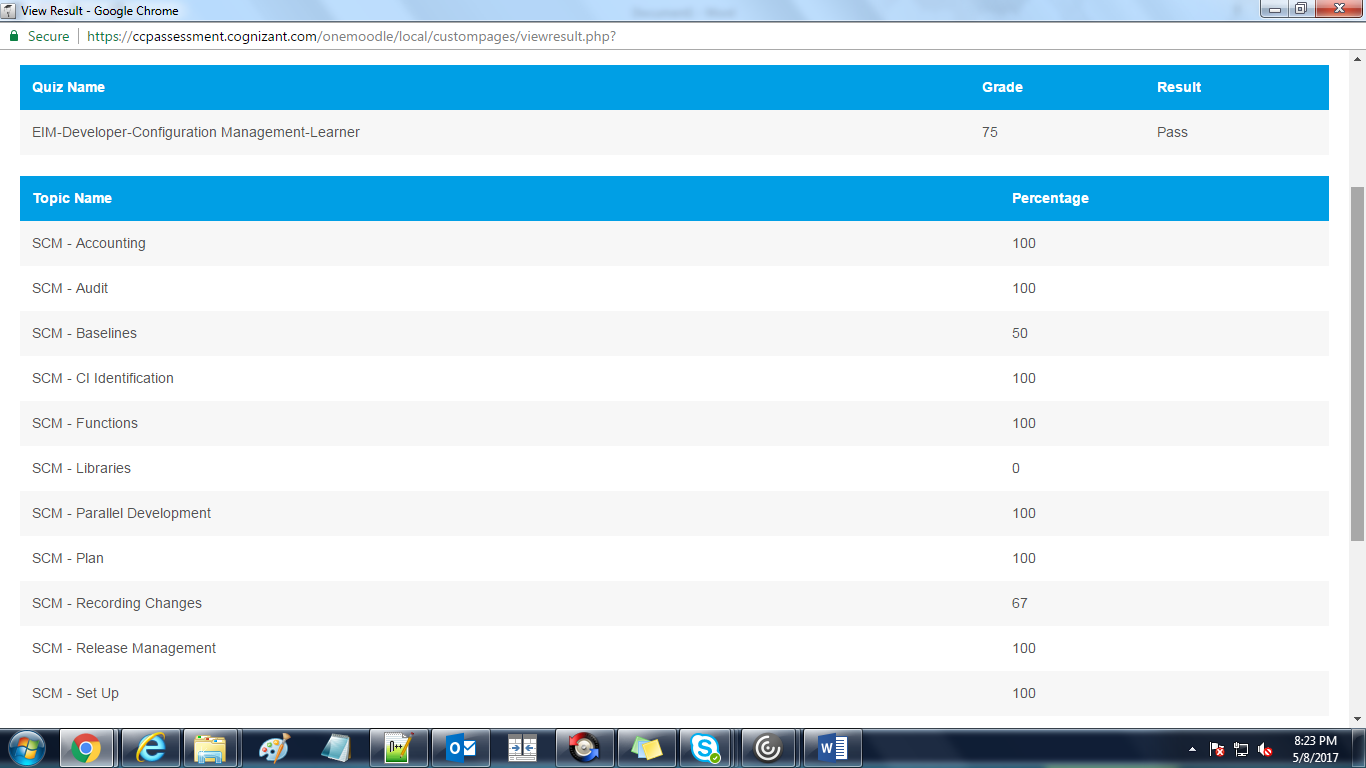 View Result - Google Chrome
Secure https://ccpassessment.cognizant.com/onemoodle/local/custompages/viewresult.php?
Quiz Name Grade Result
EIM-Developer-Configuration Management-Learner 75 Pass
Topic Name Percentage
SCM - Accounting 100
SCM - Audit 100
SCM - Baselines 50
SCM - CI Identification 100
SCM - Functions 100
SCM - Libraries 0
SCM - Parallel Development 100
SCM - Plan 100
SCM - Recording Changes 67
SCM - Release Management 100
SCM - Set Up 100
8:23 PM
5/8/2017